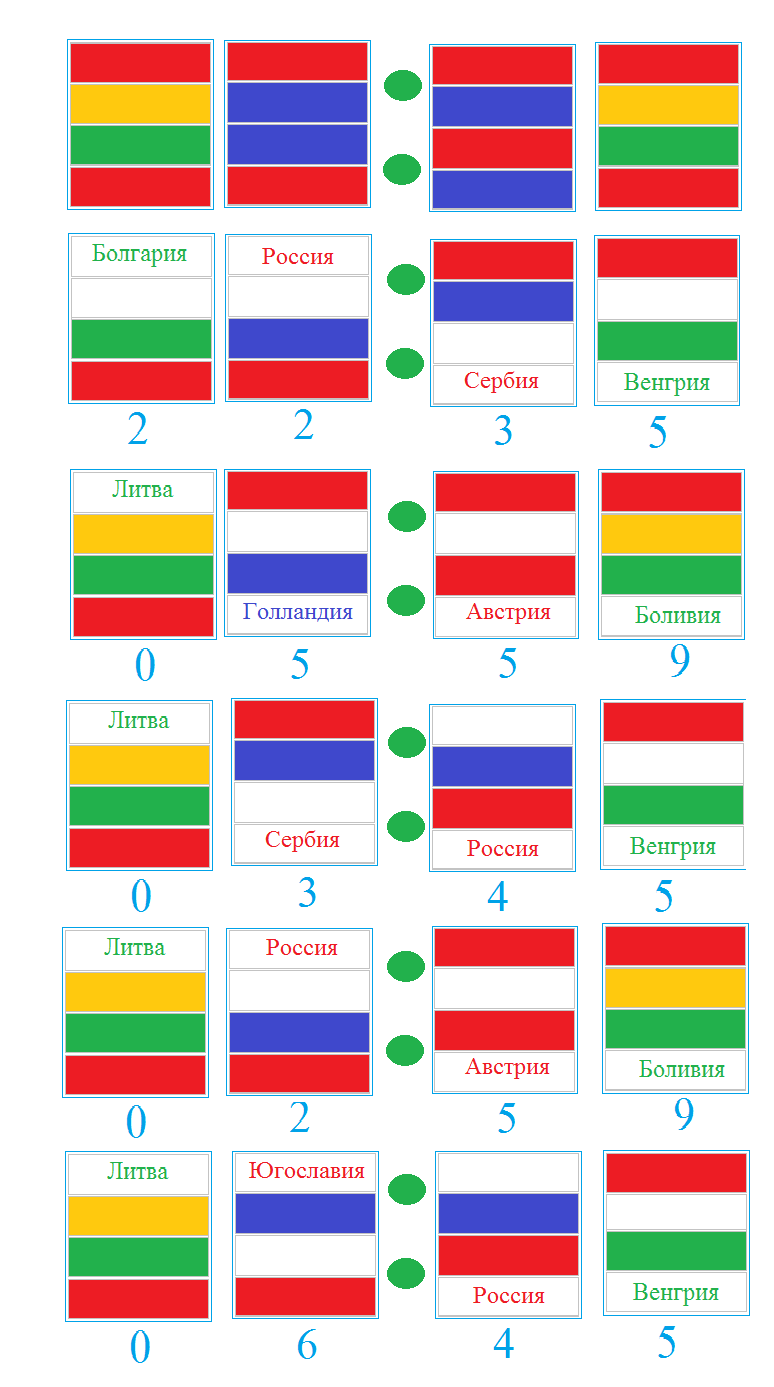 Болгария Россия
Сербия Венгрия
2 2 3 5
Литва
Голландия Австрия Боливия
0 5 5 9
Литва
Сербия Россия Венгрия
0 3 4 5
Литва Россия
Австрия Боливия
0 2 5 9
Литва Югославия
Россия Венгрия
0 6 4 5